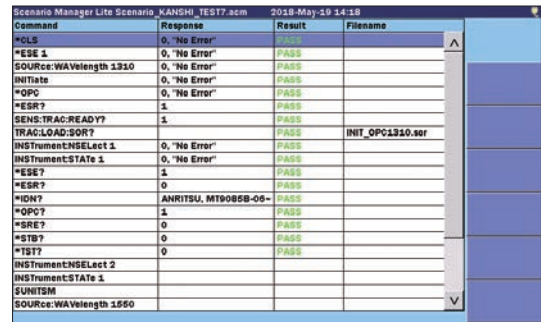 Scenario Manager Lite Scenario_KANSHI_TEST7.acm 2018-May-19 14:18
Command Response Result Filename
*CLS 0, "No Error" PASS
*ESE 1 0, "No Error" PASS
SOURce:WAVelength 1310 0, "No Error" PASS
INITiate 0, "No Error" PASS
*OPC 0, "No Error" PASS
*ESR? 1 PASS
SENS:TRAC:READY? 1 PASS
TRAC:LOAD:SOR? PASS INIT_OPC1310.sor
INSTrument:NSELect 1 0, "No Error" PASS
INSTrument:STATe 1 0, "No Error" PASS
*ESE? 1 PASS
*ESR? 0 PASS
*IDN? ANRITSU, MT9085B-06~ PASS
*OPC? 1 PASS
*SRE? 0 PASS
*STB? 0 PASS
*TST? 0 PASS
INSTrument:NSELect 2
INSTrument:STATe 1
SUNITSM
SOURce:WAVelength 1550